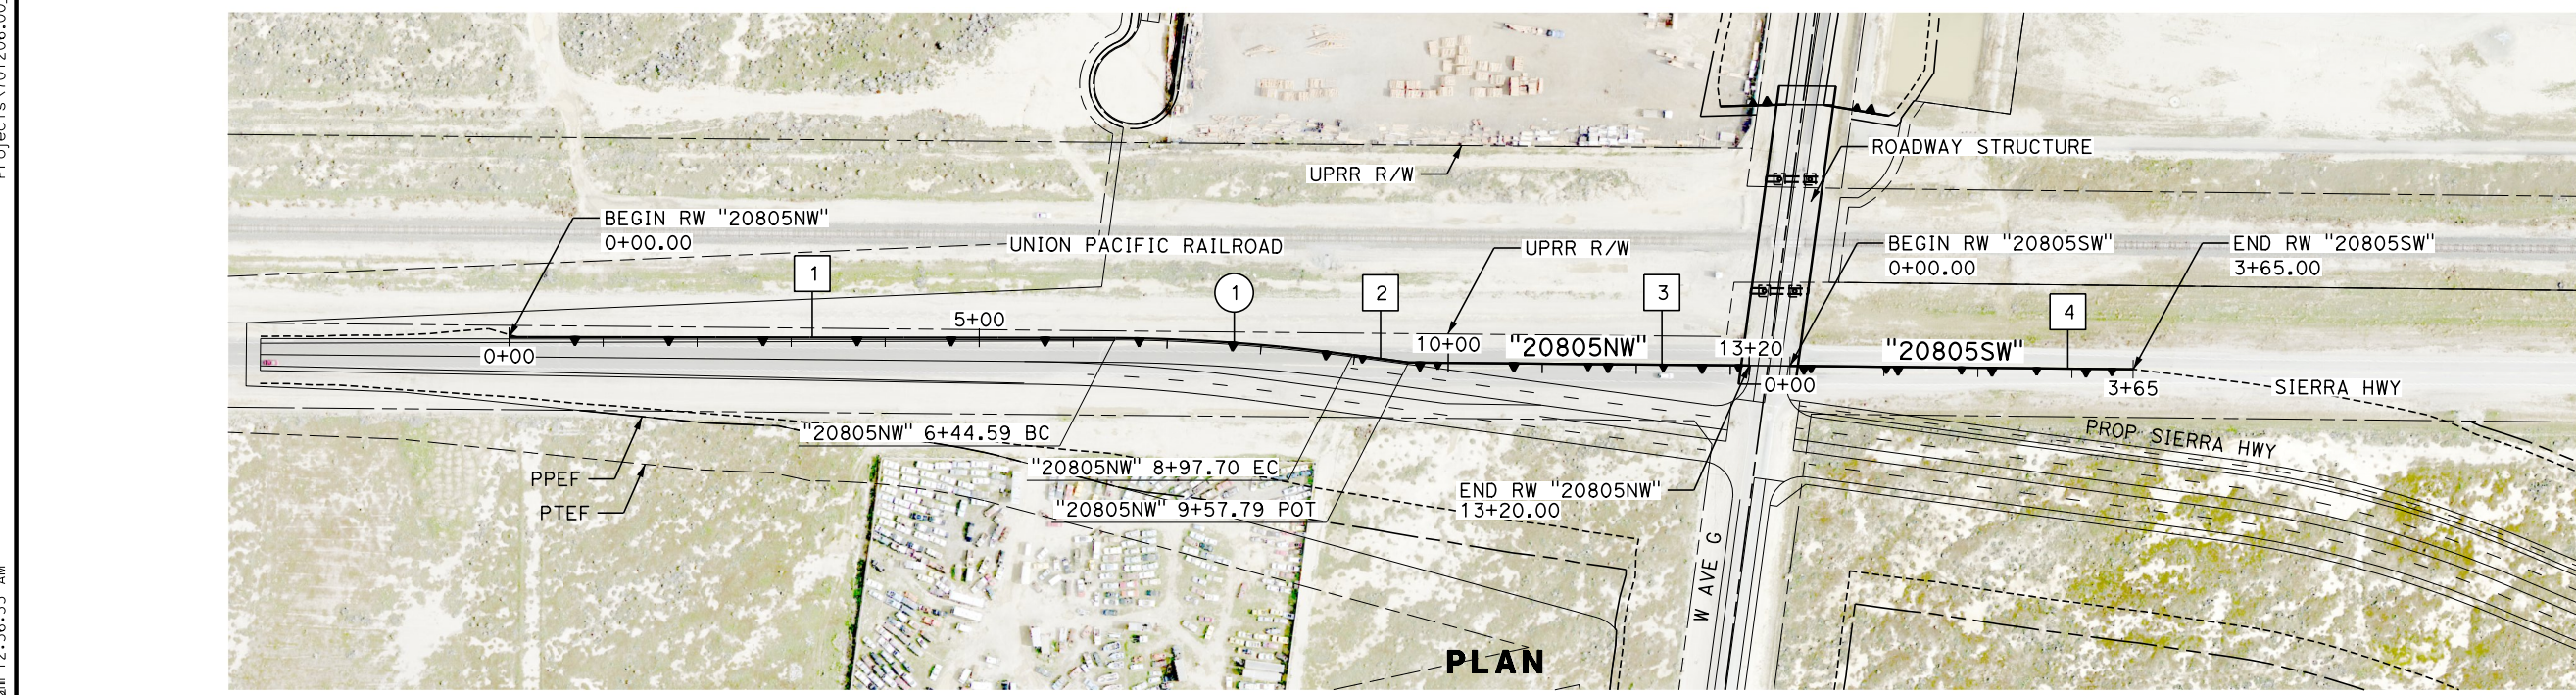 UPRR R/W
ROADWAY STRUCTURE
BEGIN RW "20805NW"
0+00.00
UNION PACIFIC RAILROAD
UPRR R/W
BEGIN RW "20805SW"
0+00.00
END RW "20805SW"
3+65.00
1
1
2
3
4
5+00
0+00
10+00
"20805NW"
13+20
"20805SW"
0+00
3+65
SIERRA HWY
"20805NW" 6+44.59 BC
PROP SIERRA HWY
"20805NW" 8+97.70 EC
PPEF
END RW "20805NW"
13+20.00
"20805NW" 9+57.79 POT
PTEF
W AVE G
PLAN